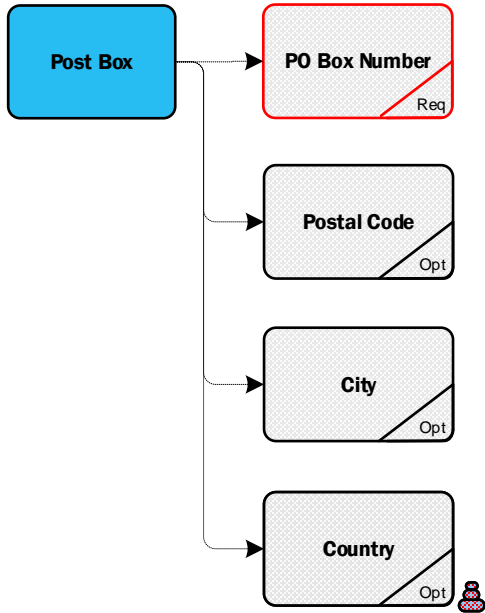 Post Box
PO Box Number
Req
Postal Code
Opt
City
Opt
Country
Opt